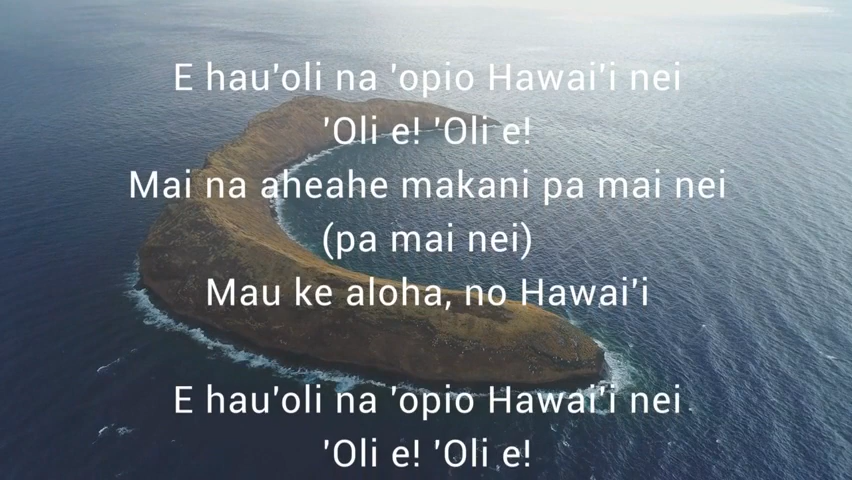 E hau'oli na 'opio Hawai'i nei
'Oli e! 'Oli e!
Mai na aheahe makani pa mai nei
(pa mai nei)
Mau ke aloha, no Hawai'i
E hau'oli na 'opio Hawai'i nei
'Oli e! 'Oli e!